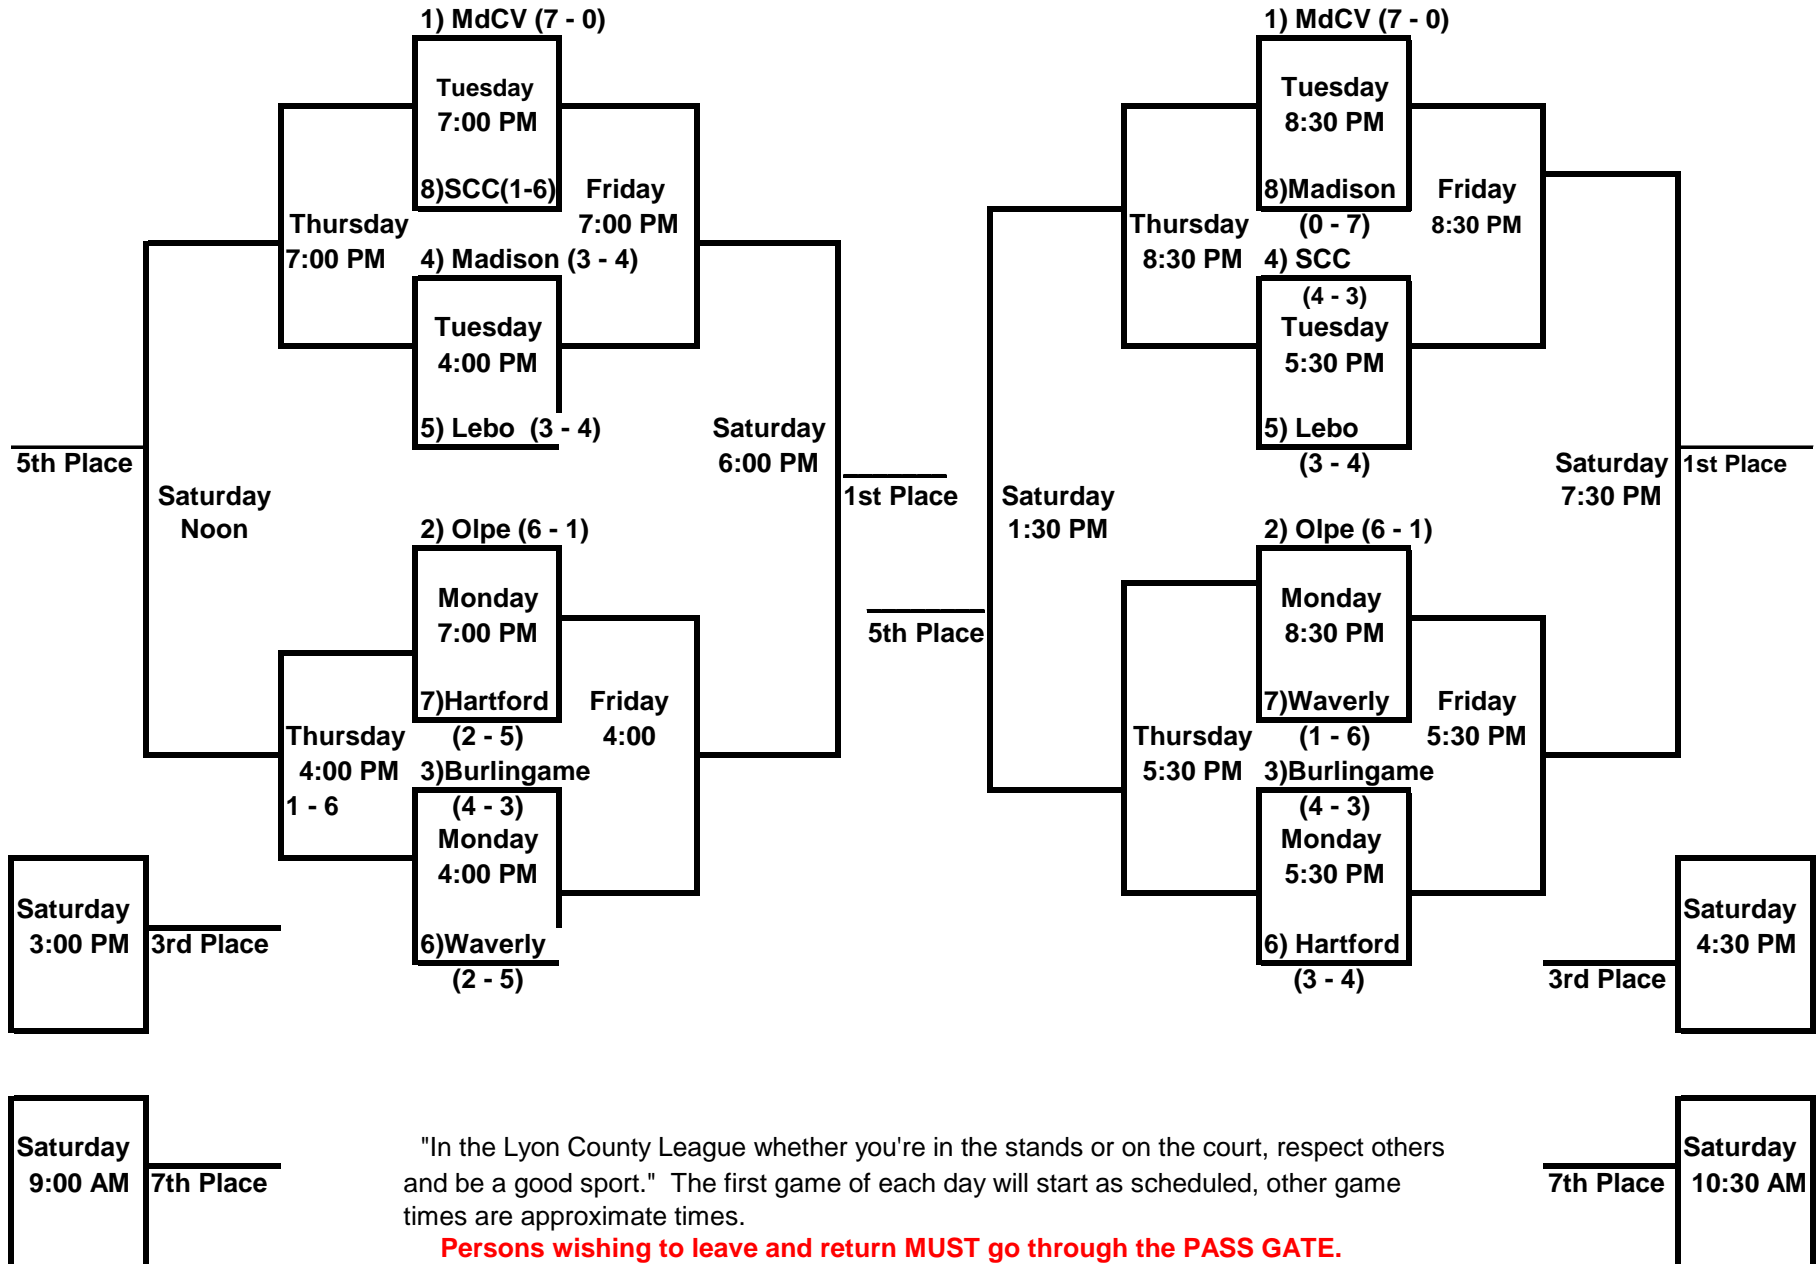 1) MdCV (7 - 0)
Tuesday
7:00 PM
8)SCC(1-6)
Friday
7:00 PM
Thursday
7:00 PM
4) Madison (3 - 4)
Tuesday
4:00 PM
5) Lebo  (3 - 4)
Saturday
6:00 PM
5th Place
1st Place
Saturday
Noon
2) Olpe (6 - 1)
Monday
7:00 PM
7)Hartford
(2 - 5)
Friday
4:00
Thursday
4:00 PM
1 - 6
3)Burlingame
(4 - 3)
Monday
4:00 PM
6)Waverly
(2 - 5)
Saturday
3:00 PM
3rd Place
Saturday
9:00 AM
7th Place
1) MdCV (7 - 0)
Tuesday
8:30 PM
8)Madison
(0 - 7)
Friday
8:30 PM
Thursday
8:30 PM
4) SCC
(4 - 3)
Tuesday
5:30 PM
5) Lebo
(3 - 4)
Saturday
7:30 PM
1st Place
Saturday
1:30 PM
5th Place
2) Olpe (6 - 1)
Monday
8:30 PM
7)Waverly
(1 - 6)
Friday
5:30 PM
Thursday
5:30 PM
3)Burlingame
(4 - 3)
Monday
5:30 PM
6) Hartford
(3 - 4)
Saturday
4:30 PM
3rd Place
Saturday
10:30 AM
7th Place
"In the Lyon County League whether you're in the stands or on the court, respect others
and be a good sport."  The first game of each day will start as scheduled, other game
times are approximate times.
Persons wishing to leave and return MUST go through the PASS GATE.